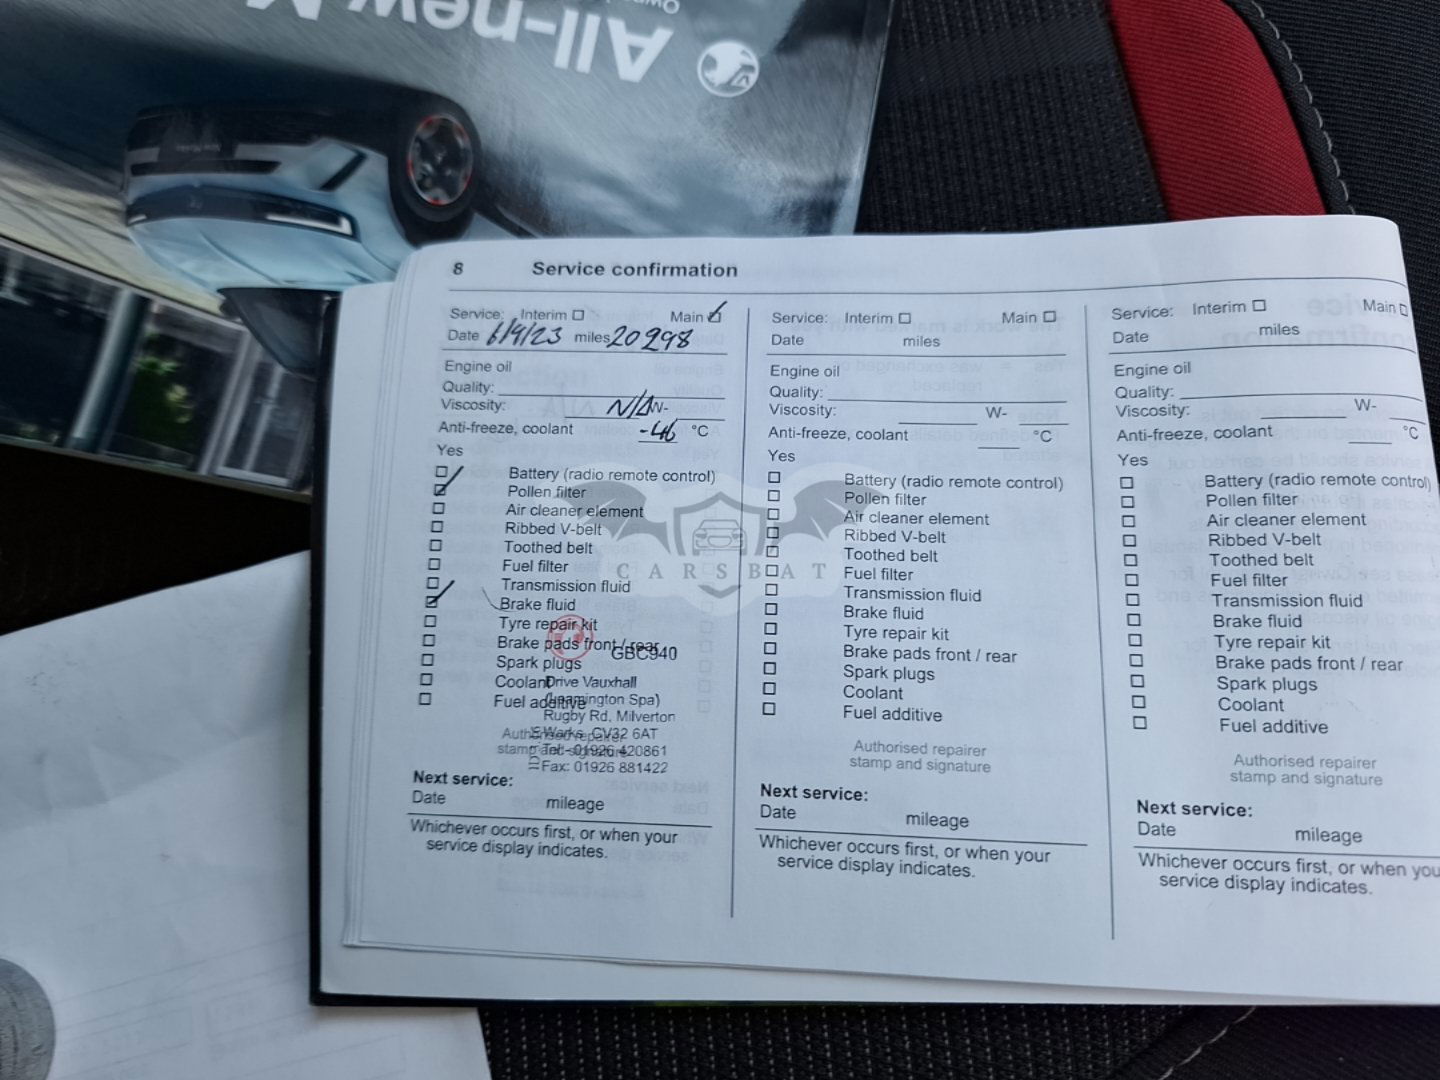 All-new M
8 Service confirmation
Service: Interim Main
Date 6/9/23 miles 20298
Engine oil
Quality:
Viscosity: N/A W-
Anti-freeze, coolant -46 °C
Yes
Battery (radio remote control)
Pollen filter
Air cleaner element
Ribbed V-belt
Toothed belt
Fuel filter
Transmission fluid
Brake fluid
Tyre repair kit
Brake pads front / rear
GBC940
Spark plugs
Coolant
Drive Vauxhall
Fuel additive
(Leamington Spa)
Rugby Rd, Milverton
Authorised repairer
Warks, CV32 6AT
stamp and signature
Tel: 01926 420861
Fax: 01926 881422
Next service:
Date mileage
Whichever occurs first, or when your
service display indicates.
Service: Interim Main
Date miles
Engine oil
Quality:
Viscosity: W-
Anti-freeze, coolant °C
Yes
Battery (radio remote control)
Pollen filter
Air cleaner element
Ribbed V-belt
Toothed belt
Fuel filter
Transmission fluid
Brake fluid
Tyre repair kit
Brake pads front / rear
Spark plugs
Coolant
Fuel additive
Authorised repairer
stamp and signature
Next service:
Date mileage
Whichever occurs first, or when your
service display indicates.
Service: Interim Main
Date miles
Engine oil
Quality:
Viscosity: W-
Anti-freeze, coolant °C
Yes
Battery (radio remote control)
Pollen filter
Air cleaner element
Ribbed V-belt
Toothed belt
Fuel filter
Transmission fluid
Brake fluid
Tyre repair kit
Brake pads front / rear
Spark plugs
Coolant
Fuel additive
Authorised repairer
stamp and signature
Next service:
Date mileage
Whichever occurs first, or when you
service display indicates.
CARSBAT